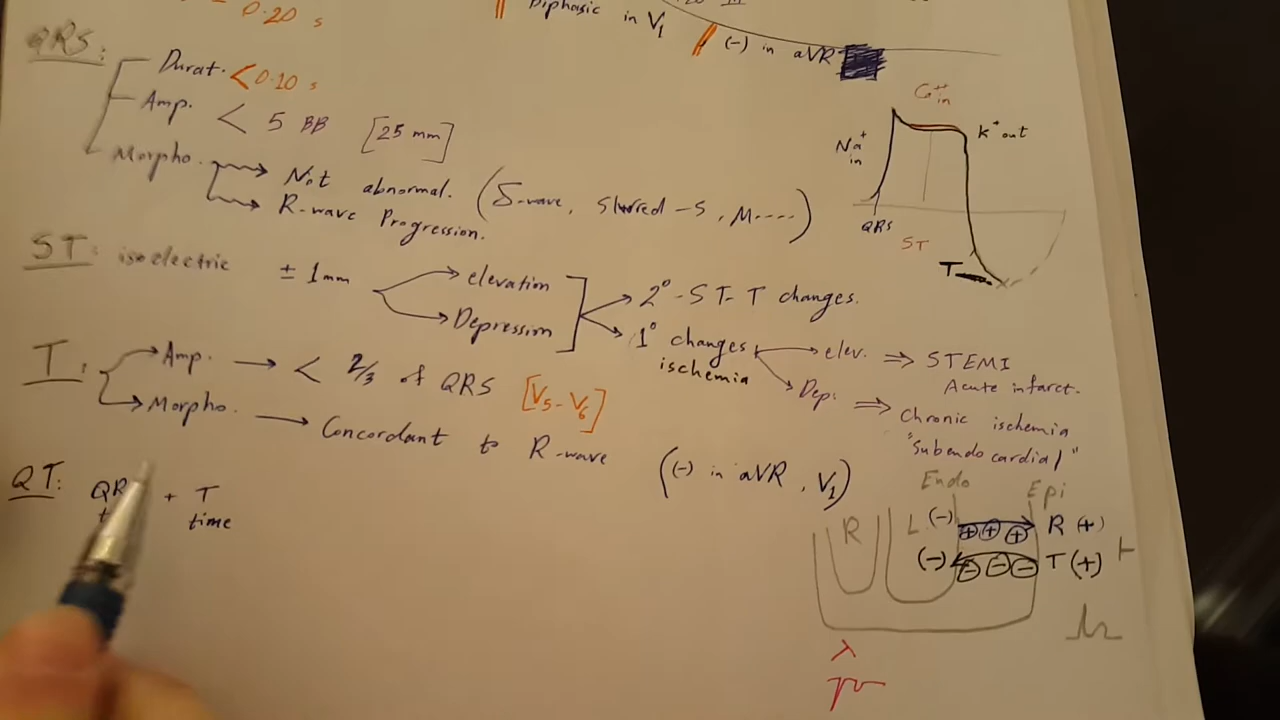 0.20 s
Biphasic in V1
(-) in aVR
QRS:
Durat. < 0.10 s
Amp. < 5 BB [25 mm]
Morpho.
Not abnormal. (δ-wave, slurred-S, M.....)
R-wave Progression.
Ca++ in
Na+ in
K+ out
QRS
ST
T
ST: isoelectric ± 1mm
elevation
Depression
2° - ST-T changes.
1° changes
ischemia
elev. ⇒ STEMI
Acute infarct.
Dep. ⇒ Chronic ischemia
"Subendocardial"
T:
Amp. → < 2/3 of QRS [V5-V6]
Morpho. → Concordant to R-wave (-) in aVR, V1)
QT: QR + T
time
Endo Epi
R L (-) + + + R (+)
(-) - - - T (+)